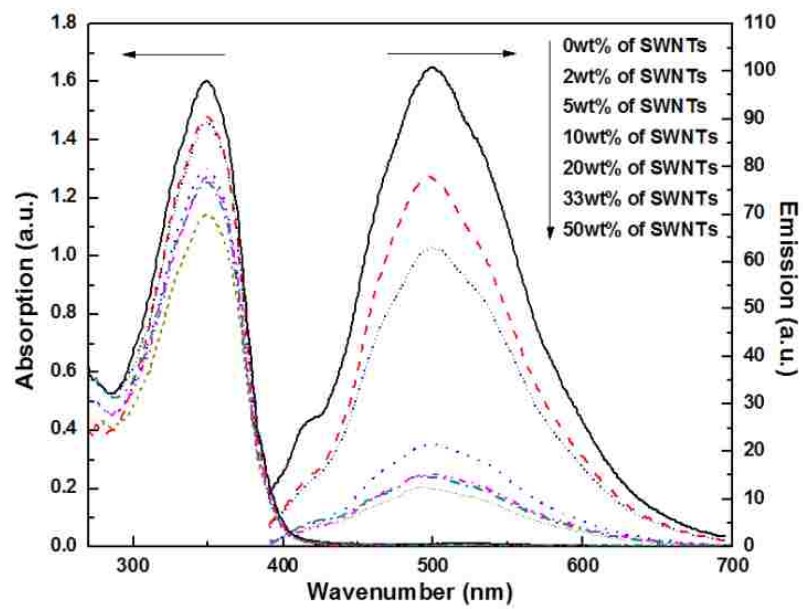 1.8
1.6
1.4
1.2
1.0
0.8
0.6
0.4
0.2
0.0
Absorption (a.u.)
110
100
90
80
70
60
50
40
30
20
10
0
Emission (a.u.)
0wt% of SWNTs
2wt% of SWNTs
5wt% of SWNTs
10wt% of SWNTs
20wt% of SWNTs
33wt% of SWNTs
50wt% of SWNTs
300 400 500 600 700
Wavenumber (nm)